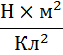 Н × м²
Кл²